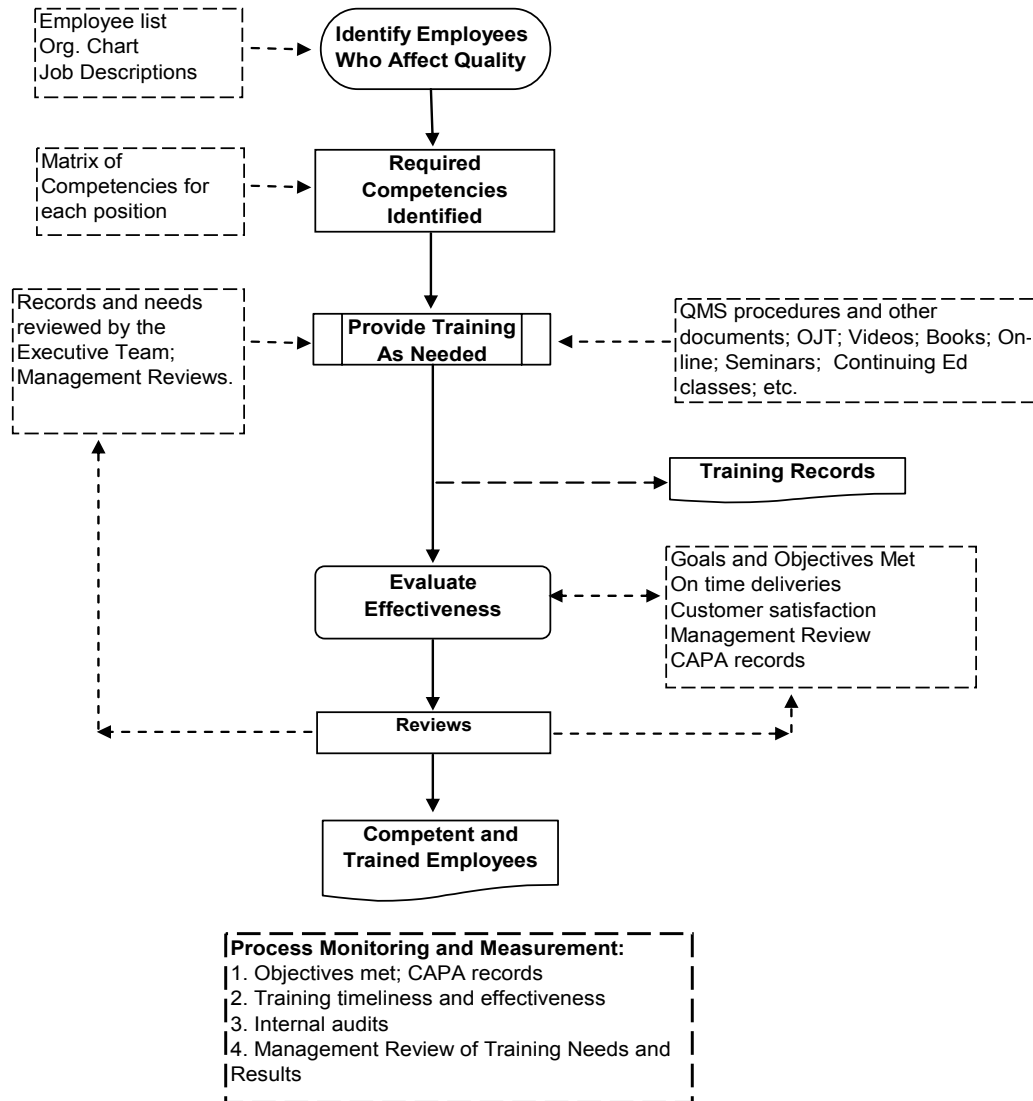 Employee list
Org. Chart
Job Descriptions
Identify Employees
Who Affect Quality
Matrix of
Competencies for
each position
Required
Competencies
Identified
Records and needs
reviewed by the
Executive Team;
Management Reviews.
Provide Training
As Needed
QMS procedures and other
documents; OJT; Videos; Books; On-
line; Seminars;  Continuing Ed
classes; etc.
Training Records
Evaluate
Effectiveness
Goals and Objectives Met
On time deliveries
Customer satisfaction
Management Review
CAPA records
Reviews
Competent and
Trained Employees
Process Monitoring and Measurement:
1. Objectives met; CAPA records
2. Training timeliness and effectiveness
3. Internal audits
4. Management Review of Training Needs and
Results